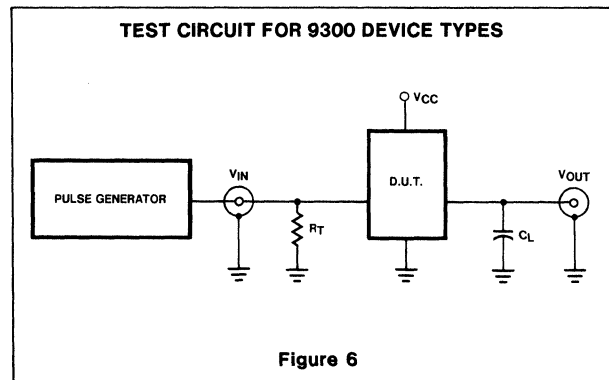 TEST CIRCUIT FOR 9300 DEVICE TYPES
VCC
VIN
VOUT
PULSE GENERATOR
D.U.T.
RT
CL
Figure 6